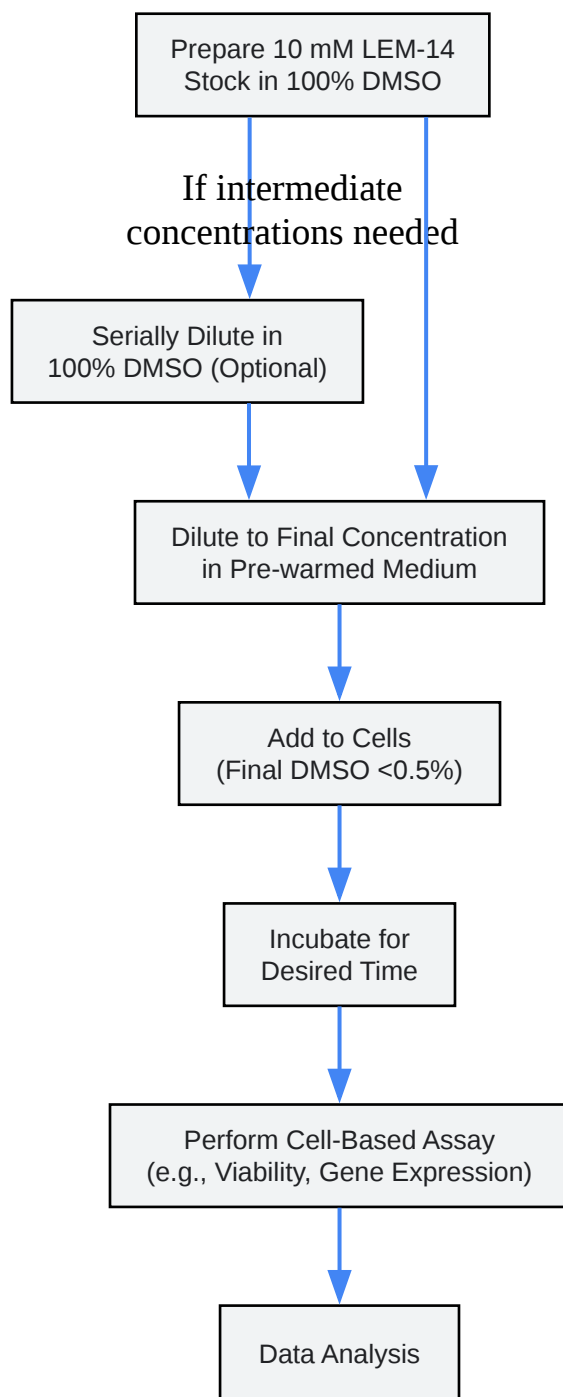 Prepare 10 mM LEM-14
Stock in 100% DMSO
If intermediate
concentrations needed
Serially Dilute in
100% DMSO (Optional)
Dilute to Final Concentration
in Pre-warmed Medium
Add to Cells
(Final DMSO <0.5%)
Incubate for
Desired Time
Perform Cell-Based Assay
(e.g., Viability, Gene Expression)
Data Analysis